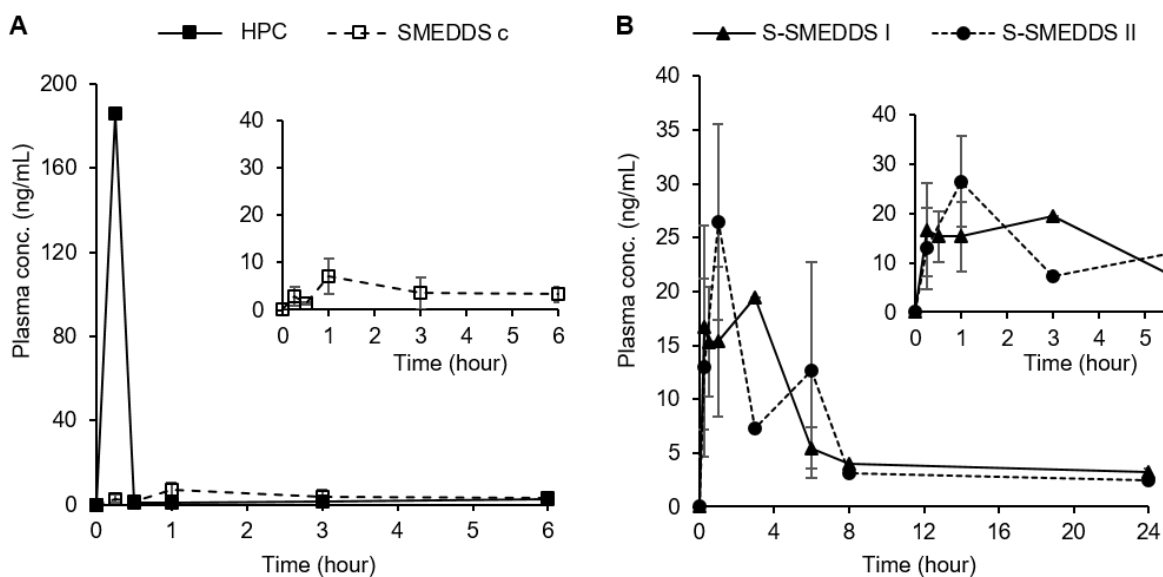 A
HPC
SMEDDS c
Plasma conc. (ng/mL)
200
160
120
80
40
0
0 1 2 3 4 5 6
Time (hour)
40
30
20
10
0
0 1 2 3 4 5 6
Time (hour)
B
S-SMEDDS I
S-SMEDDS II
Plasma conc. (ng/mL)
40
35
30
25
20
15
10
5
0
0 4 8 12 16 20 24
Time (hour)
40
30
20
10
0
0 1 2 3 4 5
Time (hour)